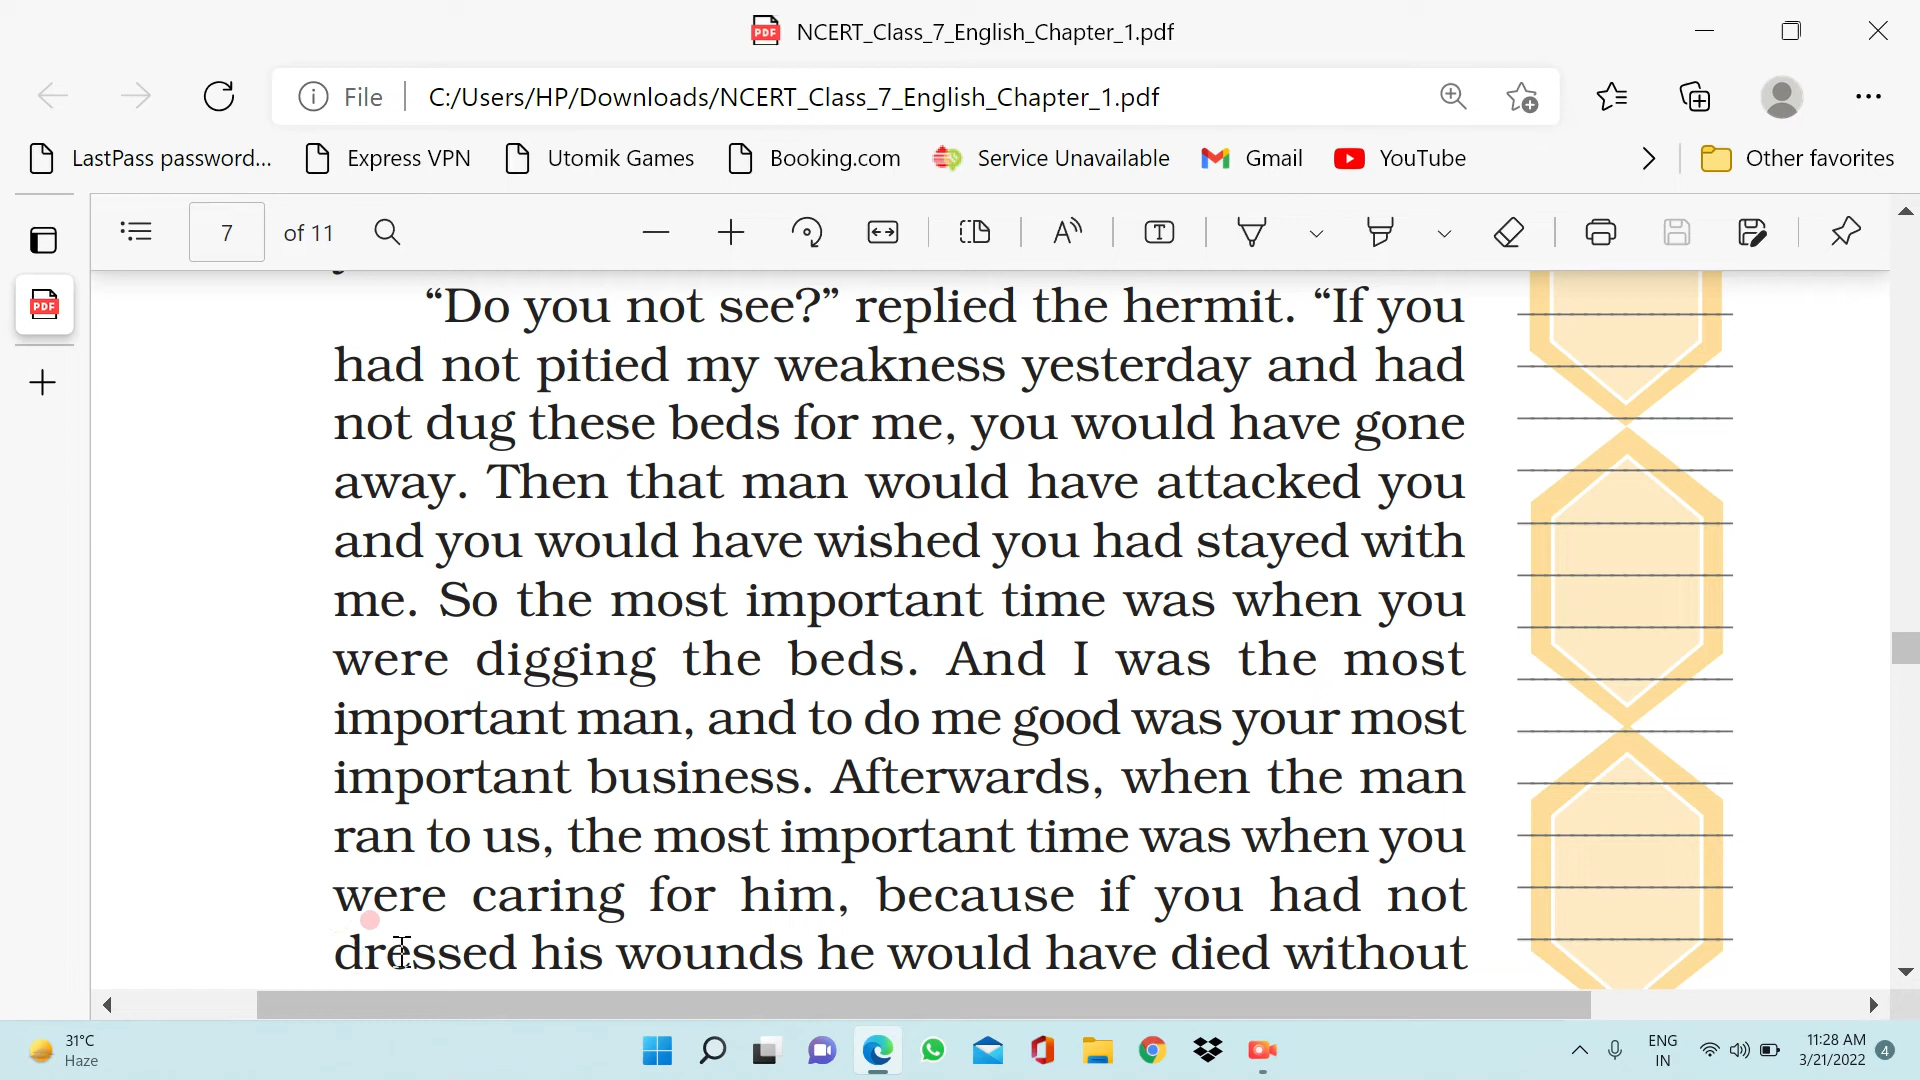 NCERT_Class_7_English_Chapter_1.pdf
File C:/Users/HP/Downloads/NCERT_Class_7_English_Chapter_1.pdf
LastPass password... Express VPN Utomik Games Booking.com Service Unavailable Gmail YouTube Other favorites
7 of 11
“Do you not see?” replied the hermit. “If you
had not pitied my weakness yesterday and had
not dug these beds for me, you would have gone
away. Then that man would have attacked you
and you would have wished you had stayed with
me. So the most important time was when you
were digging the beds. And I was the most
important man, and to do me good was your most
important business. Afterwards, when the man
ran to us, the most important time was when you
were caring for him, because if you had not
dressed his wounds he would have died without
31°C
Haze
ENG
IN
11:28 AM
3/21/2022
4